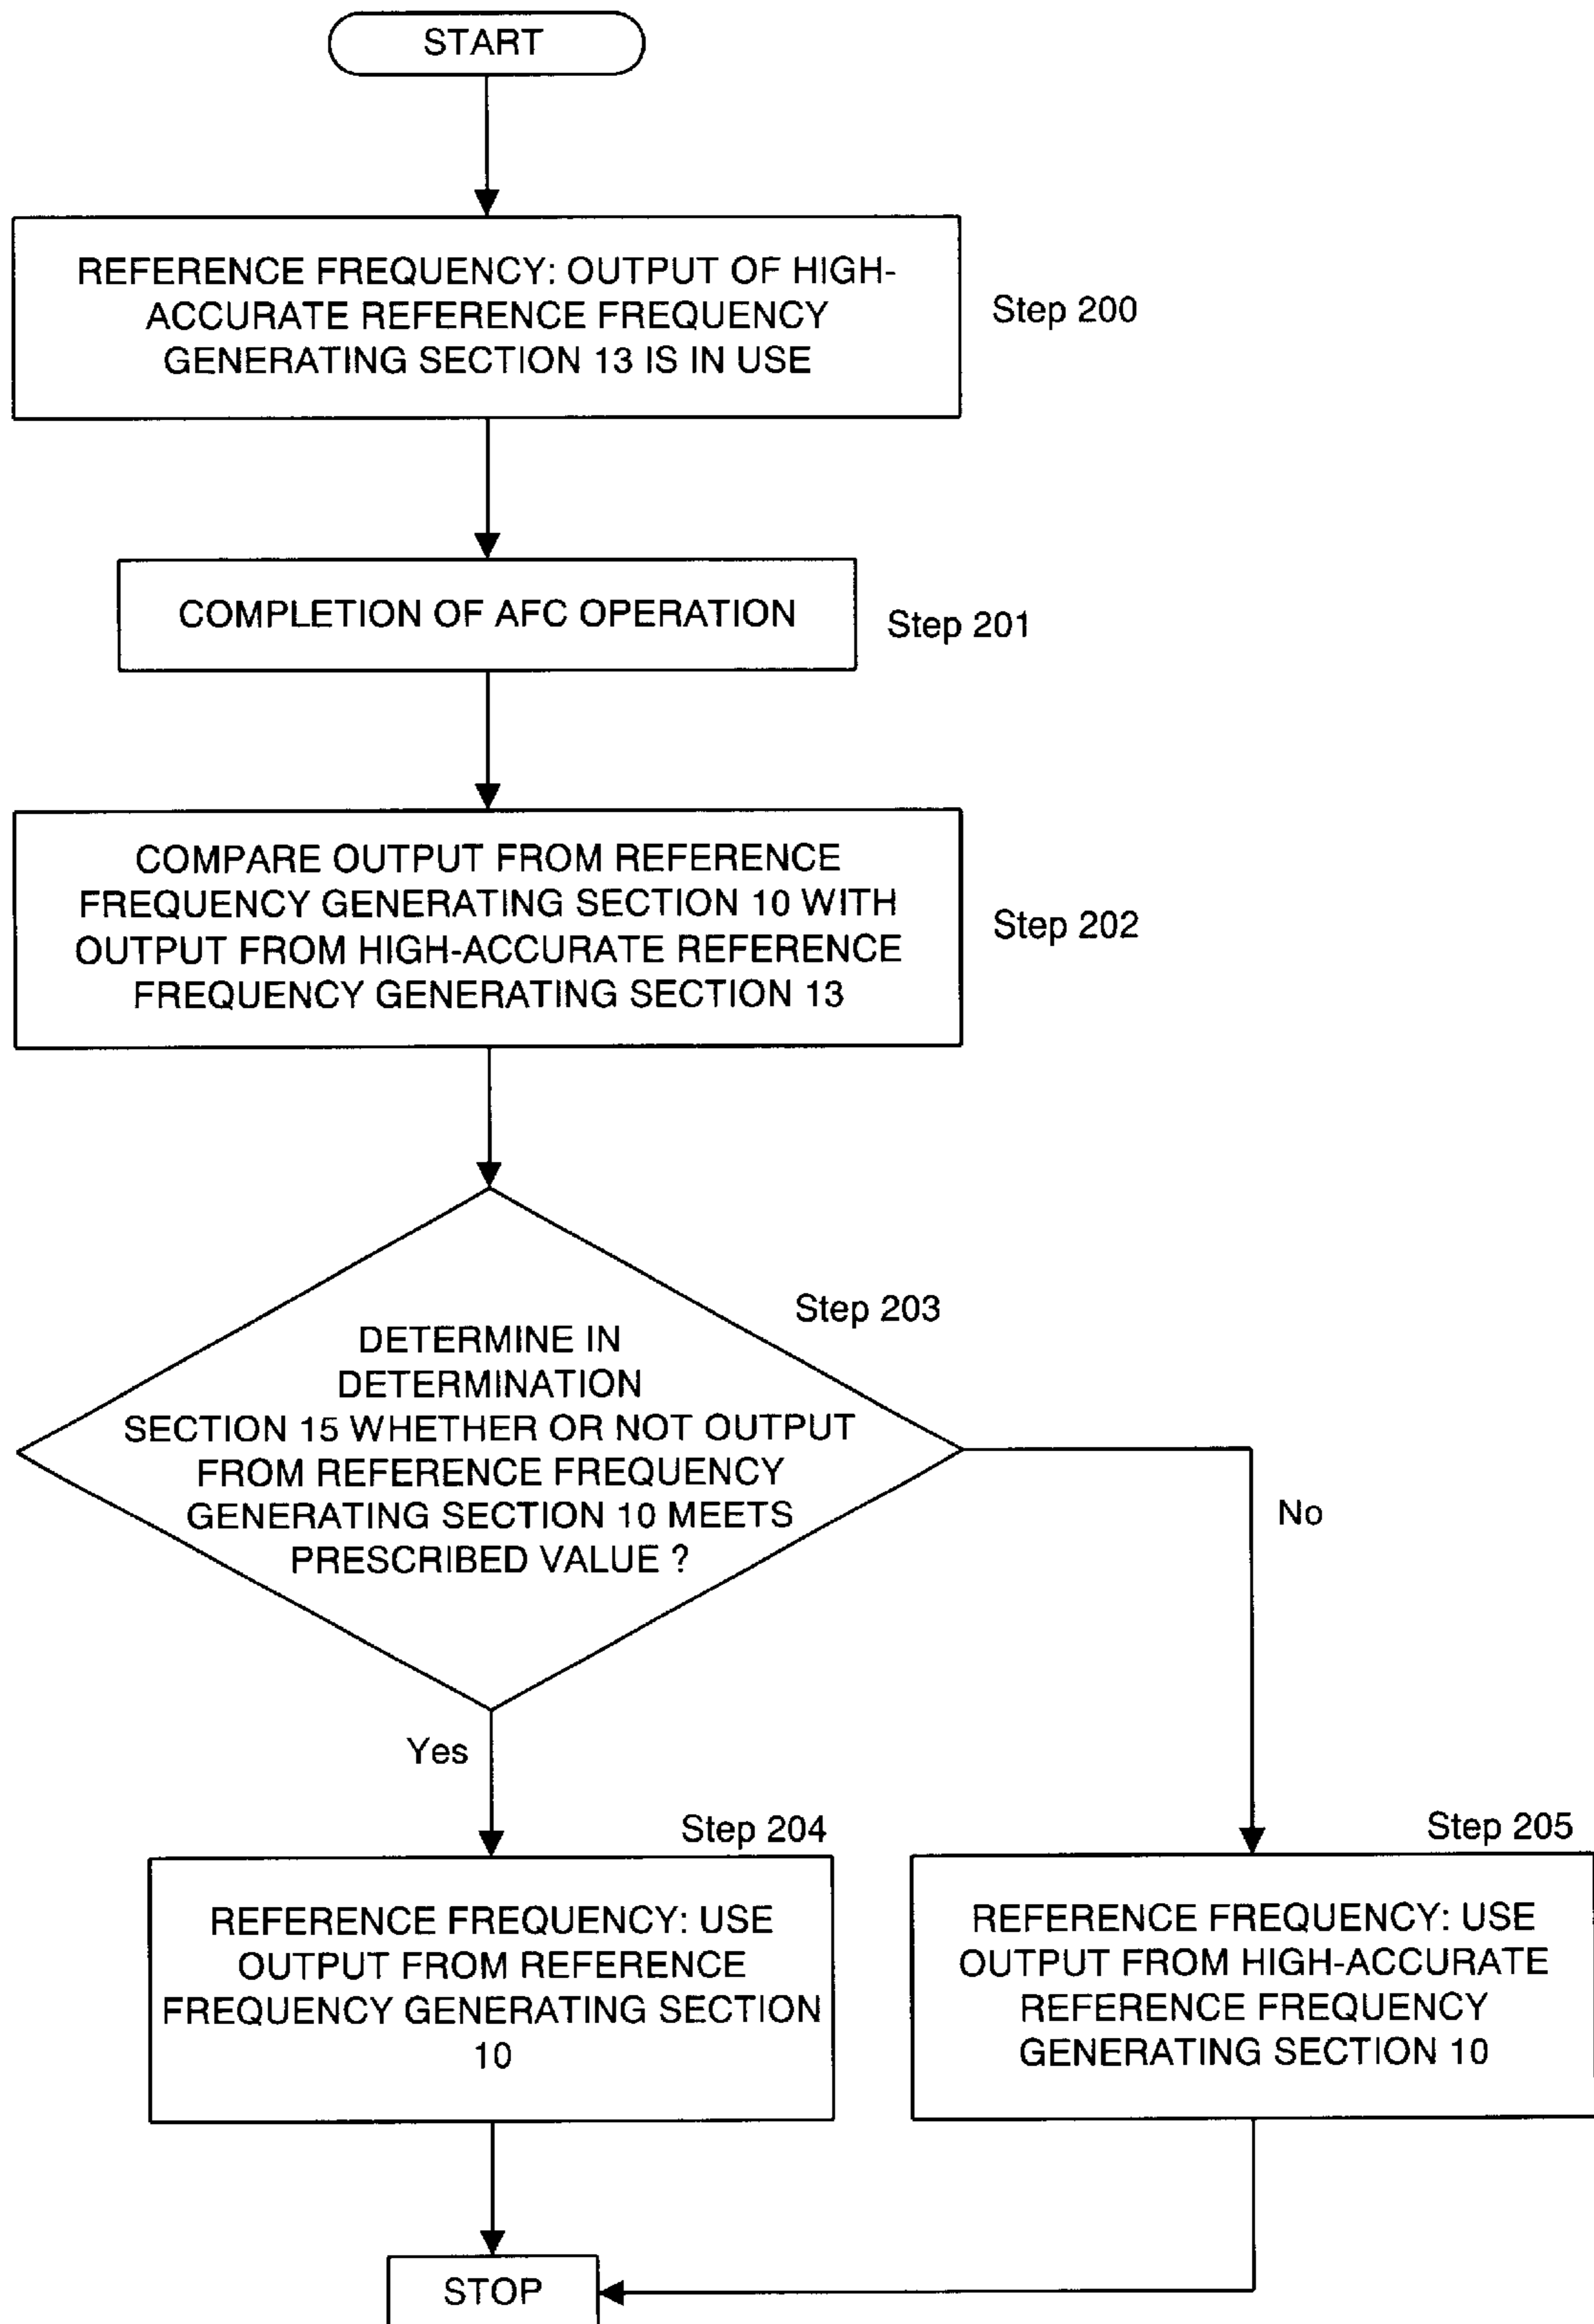 START
REFERENCE FREQUENCY: OUTPUT OF HIGH-
ACCURATE REFERENCE FREQUENCY
GENERATING SECTION 13 IS IN USE
Step 200
COMPLETION OF AFC OPERATION
Step 201
COMPARE OUTPUT FROM REFERENCE
FREQUENCY GENERATING SECTION 10 WITH
OUTPUT FROM HIGH-ACCURATE REFERENCE
FREQUENCY GENERATING SECTION 13
Step 202
Step 203
DETERMINE IN
DETERMINATION
SECTION 15 WHETHER OR NOT OUTPUT
FROM REFERENCE FREQUENCY
GENERATING SECTION 10 MEETS
PRESCRIBED VALUE ?
No
Yes
Step 204
REFERENCE FREQUENCY: USE
OUTPUT FROM REFERENCE
FREQUENCY GENERATING SECTION
10
Step 205
REFERENCE FREQUENCY: USE
OUTPUT FROM HIGH-ACCURATE
REFERENCE FREQUENCY
GENERATING SECTION 10
STOP